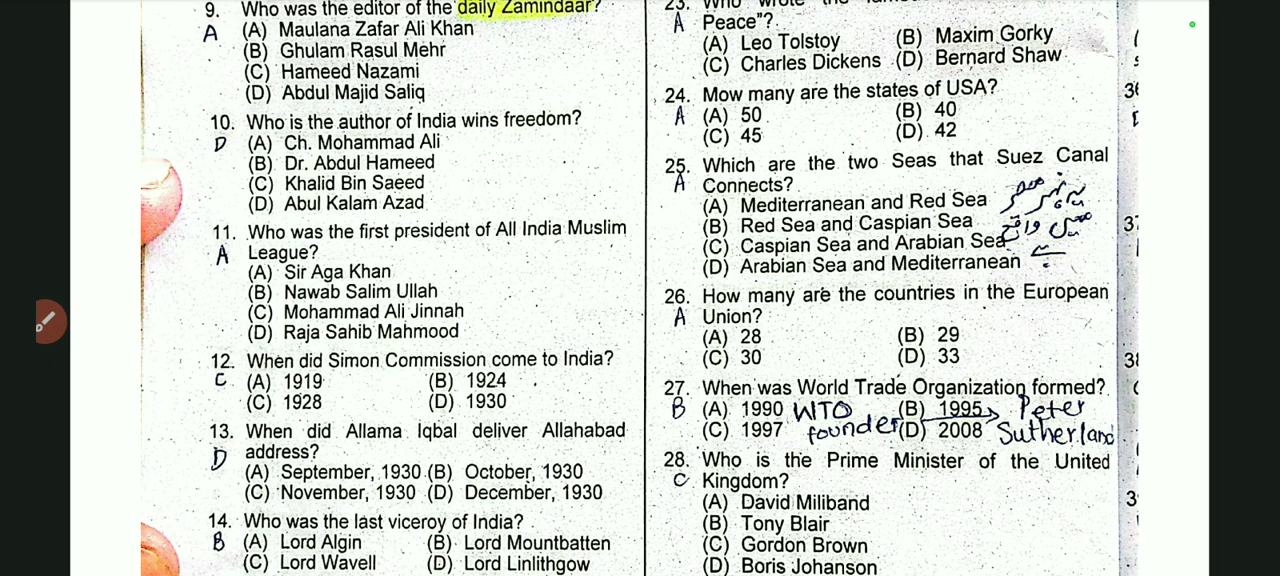 9. Who was the editor of the daily Zamindaar?
A (A) Maulana Zafar Ali Khan
(B) Ghulam Rasul Mehr
(C) Hameed Nazami
(D) Abdul Majid Saliq
10. Who is the author of India wins freedom?
D (A) Ch. Mohammad Ali
(B) Dr. Abdul Hameed
(C) Khalid Bin Saeed
(D) Abul Kalam Azad
11. Who was the first president of All India Muslim
A League?
(A) Sir Aga Khan
(B) Nawab Salim Ullah
(C) Mohammad Ali Jinnah
(D) Raja Sahib Mahmood
12. When did Simon Commission come to India?
C (A) 1919 (B) 1924
(C) 1928 (D) 1930
13. When did Allama Iqbal deliver Allahabad
D address?
(A) September, 1930 (B) October, 1930
(C) November, 1930 (D) December, 1930
14. Who was the last viceroy of India?
B (A) Lord Algin (B) Lord Mountbatten
(C) Lord Wavell (D) Lord Linlithgow
23. Who wrote the
A Peace"?
(A) Leo Tolstoy (B) Maxim Gorky
(C) Charles Dickens (D) Bernard Shaw
24. Mow many are the states of USA?
A (A) 50 (B) 40
(C) 45 (D) 42
25. Which are the two Seas that Suez Canal
A Connects?
(A) Mediterranean and Red Sea
(B) Red Sea and Caspian Sea
(C) Caspian Sea and Arabian Sea
(D) Arabian Sea and Mediterranean
یہ نہر مصر
میں واقع
ہے
26. How many are the countries in the European
A Union?
(A) 28 (B) 29
(C) 30 (D) 33
27. When was World Trade Organization formed?
B (A) 1990 WTO (B) 1995 Peter
(C) 1997 founder (D) 2008 Sutherland
28. Who is the Prime Minister of the United
C Kingdom?
(A) David Miliband
(B) Tony Blair
(C) Gordon Brown
(D) Boris Johanson